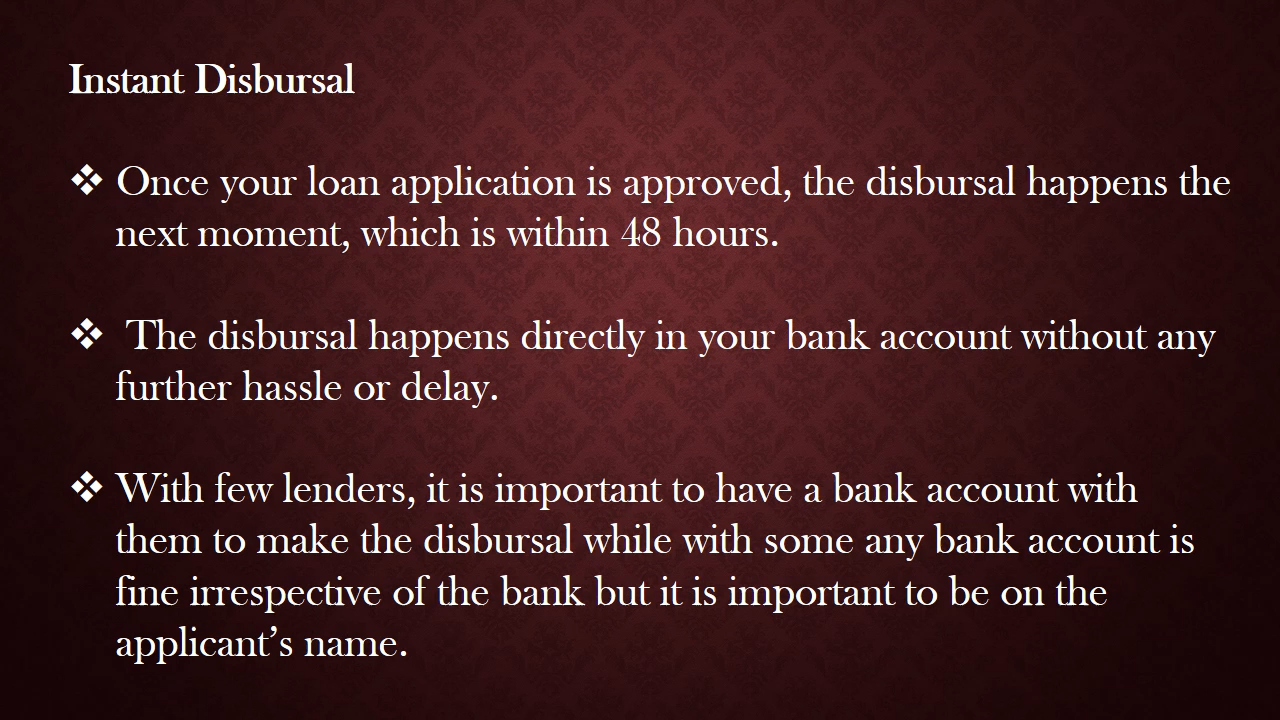 Instant Disbursal
❖ Once your loan application is approved, the disbursal happens the
next moment, which is within 48 hours.
❖ The disbursal happens directly in your bank account without any
further hassle or delay.
❖ With few lenders, it is important to have a bank account with
them to make the disbursal while with some any bank account is
fine irrespective of the bank but it is important to be on the
applicant’s name.